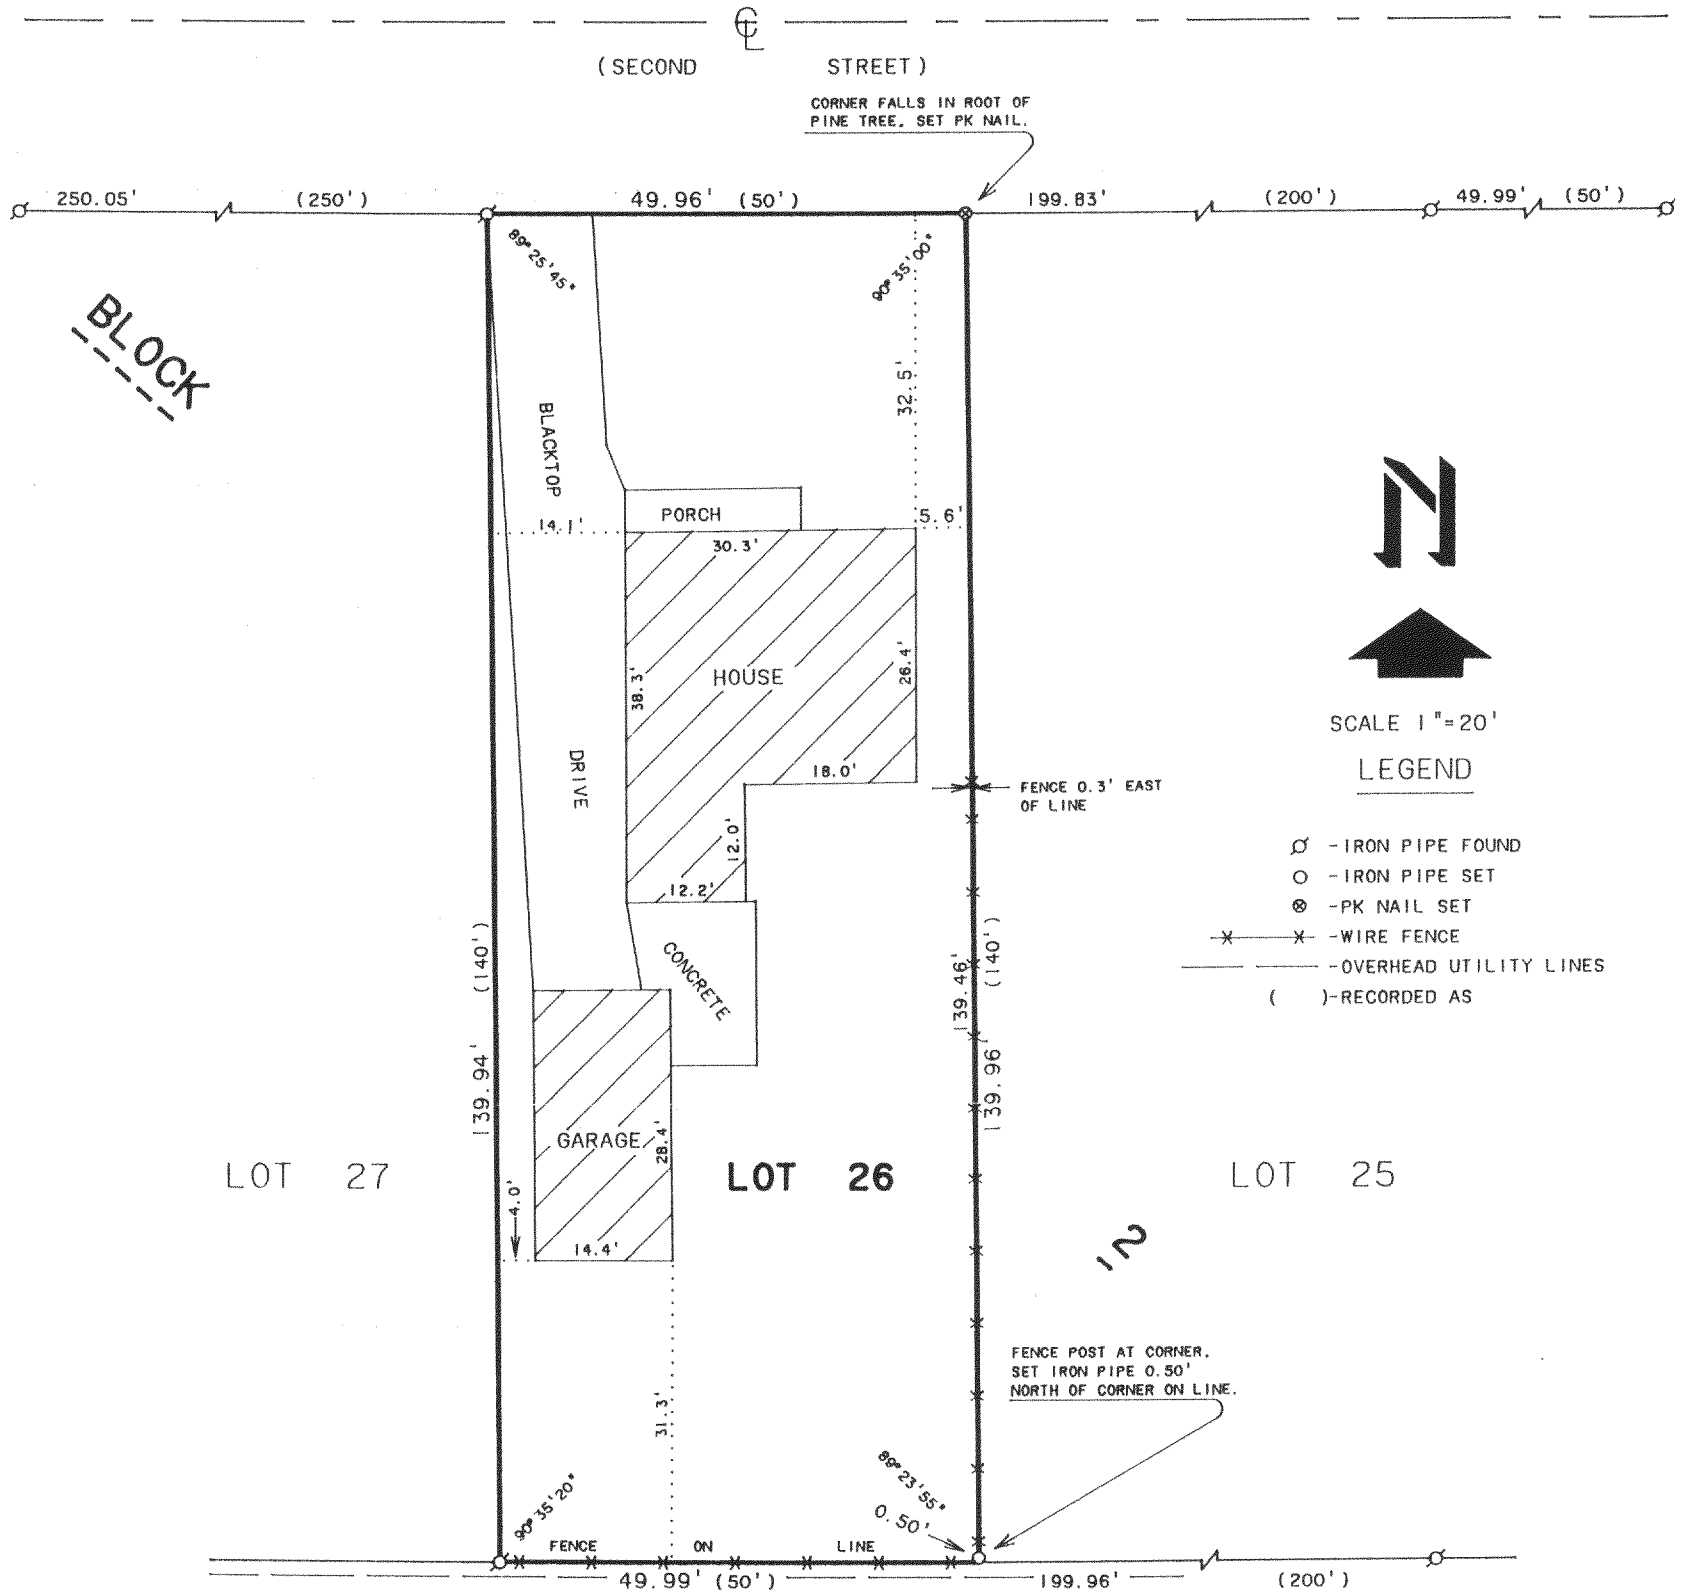 ℄
(SECOND STREET)
CORNER FALLS IN ROOT OF
PINE TREE. SET PK NAIL.
250.05' (250') 49.96' (50') 199.83' (200') 49.99' (50')
89°25'45"
90°35'00"
BLOCK
32.5'
BLACKTOP
PORCH
5.6'
14.1'
30.3'
N
HOUSE
38.3'
26.4'
SCALE 1"=20'
LEGEND
18.0'
DRIVE
FENCE 0.3' EAST
OF LINE
12.0'
12.2'
-IRON PIPE FOUND
-IRON PIPE SET
-PK NAIL SET
-WIRE FENCE
-OVERHEAD UTILITY LINES
( )-RECORDED AS
CONCRETE
139.94' (140')
139.46'
139.96' (140')
GARAGE
28.4'
LOT 27
LOT 26
LOT 25
4.0'
14.4'
12
31.3'
FENCE POST AT CORNER.
SET IRON PIPE 0.50'
NORTH OF CORNER ON LINE.
90°35'20"
89°23'55"
0.50'
FENCE ON LINE
49.99' (50') 199.96' (200')